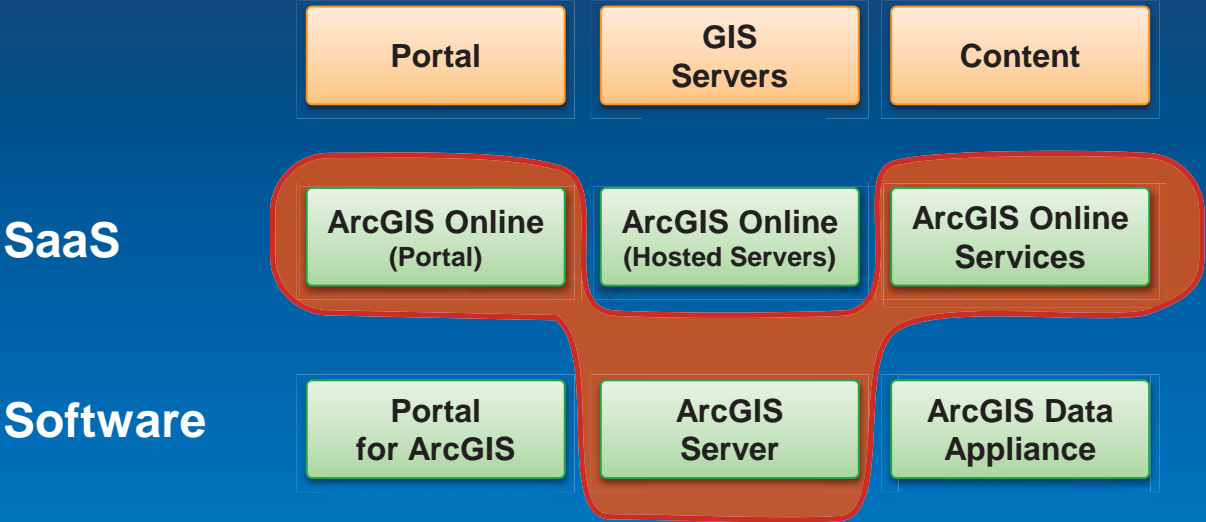 Portal
GIS
Servers
Content
SaaS
ArcGIS Online
(Portal)
ArcGIS Online
(Hosted Servers)
ArcGIS Online
Services
Software
Portal
for ArcGIS
ArcGIS
Server
ArcGIS Data
Appliance